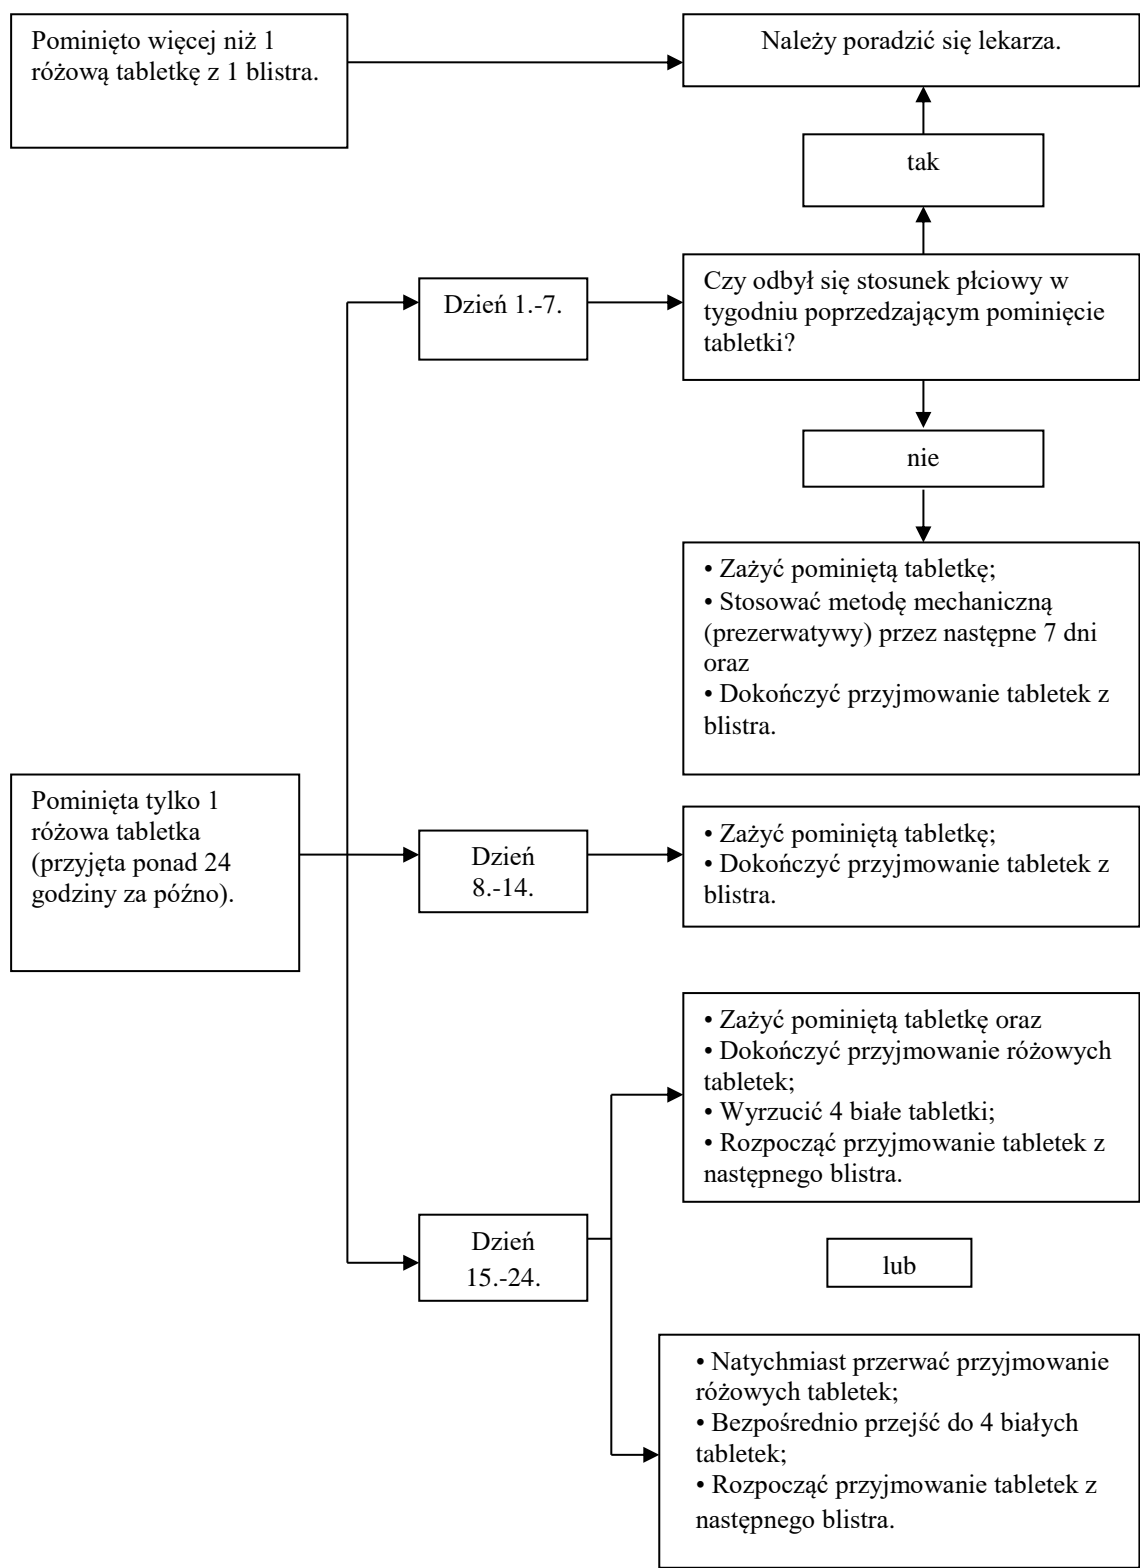 Pominięto więcej niż 1
różową tabletkę z 1 blistra.
Należy poradzić się lekarza.
tak
Dzień 1.-7.
Czy odbył się stosunek płciowy w
tygodniu poprzedzającym pominięcie
tabletki?
nie
• Zażyć pominiętą tabletkę;
• Stosować metodę mechaniczną
(prezerwatywy) przez następne 7 dni
oraz
• Dokończyć przyjmowanie tabletek z
blistra.
Pominięta tylko 1
różowa tabletka
(przyjęta ponad 24
godziny za późno).
Dzień
8.-14.
• Zażyć pominiętą tabletkę;
• Dokończyć przyjmowanie tabletek z
blistra.
• Zażyć pominiętą tabletkę oraz
• Dokończyć przyjmowanie różowych
tabletek;
• Wyrzucić 4 białe tabletki;
• Rozpocząć przyjmowanie tabletek z
następnego blistra.
Dzień
15.-24.
lub
• Natychmiast przerwać przyjmowanie
różowych tabletek;
• Bezpośrednio przejść do 4 białych
tabletek;
• Rozpocząć przyjmowanie tabletek z
następnego blistra.